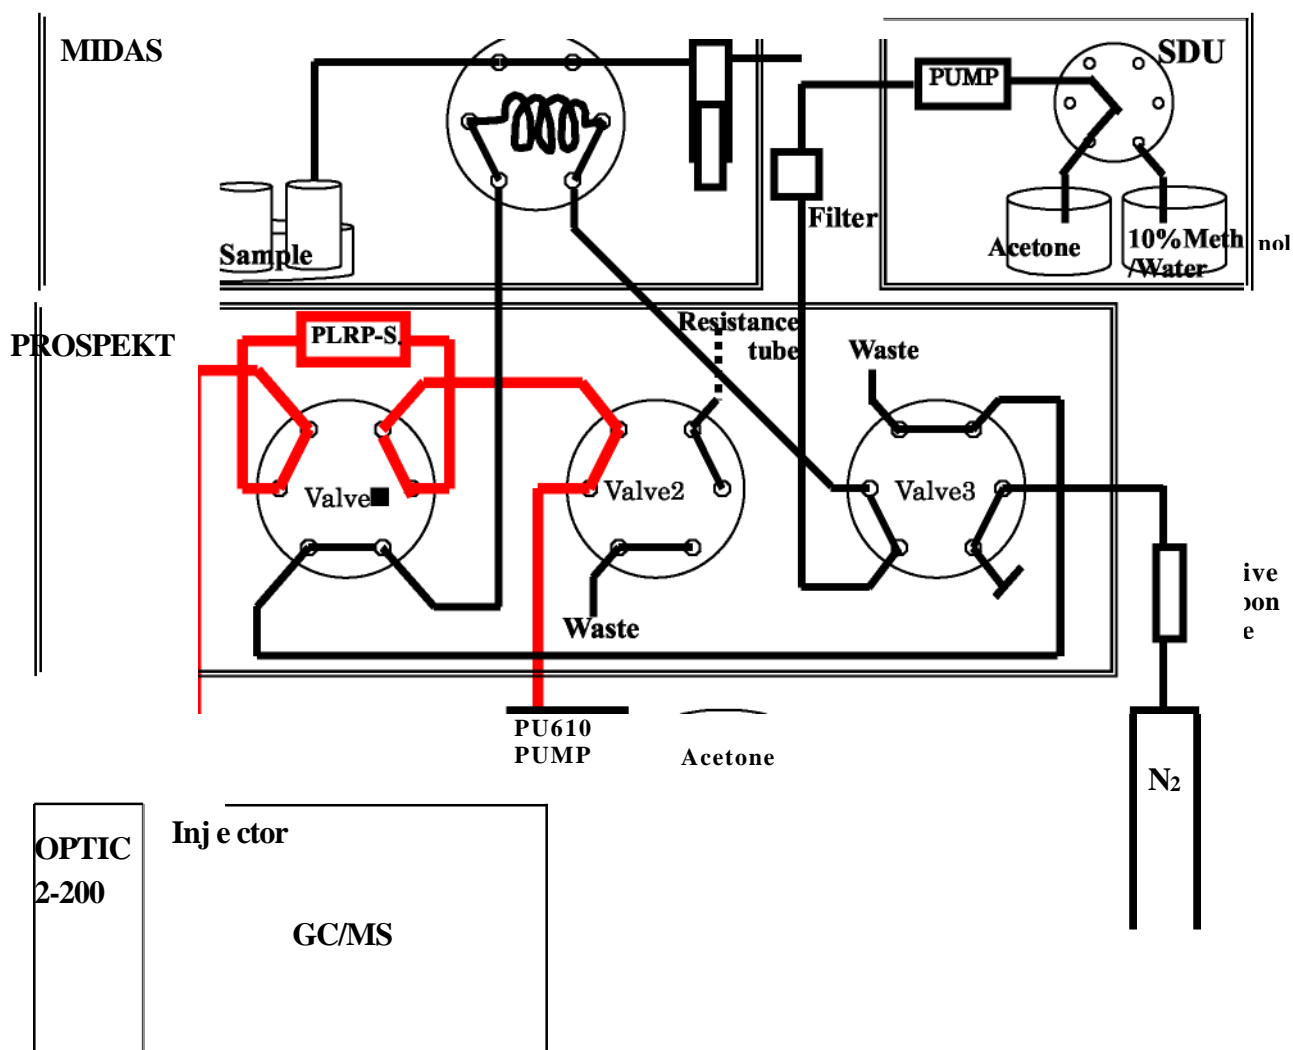 MIDAS
SDU
PUMP
Filter
Sample
Acetone
10%Meth nol
/Water
PROSPEKT
PLRP-S.
Resistance
tube
Waste
Valve■
Valve2
Valve3
Waste
ive
e
PU610
PUMP
Acetone
N2
OPTIC
2-200
Inj e ctor
GC/MS